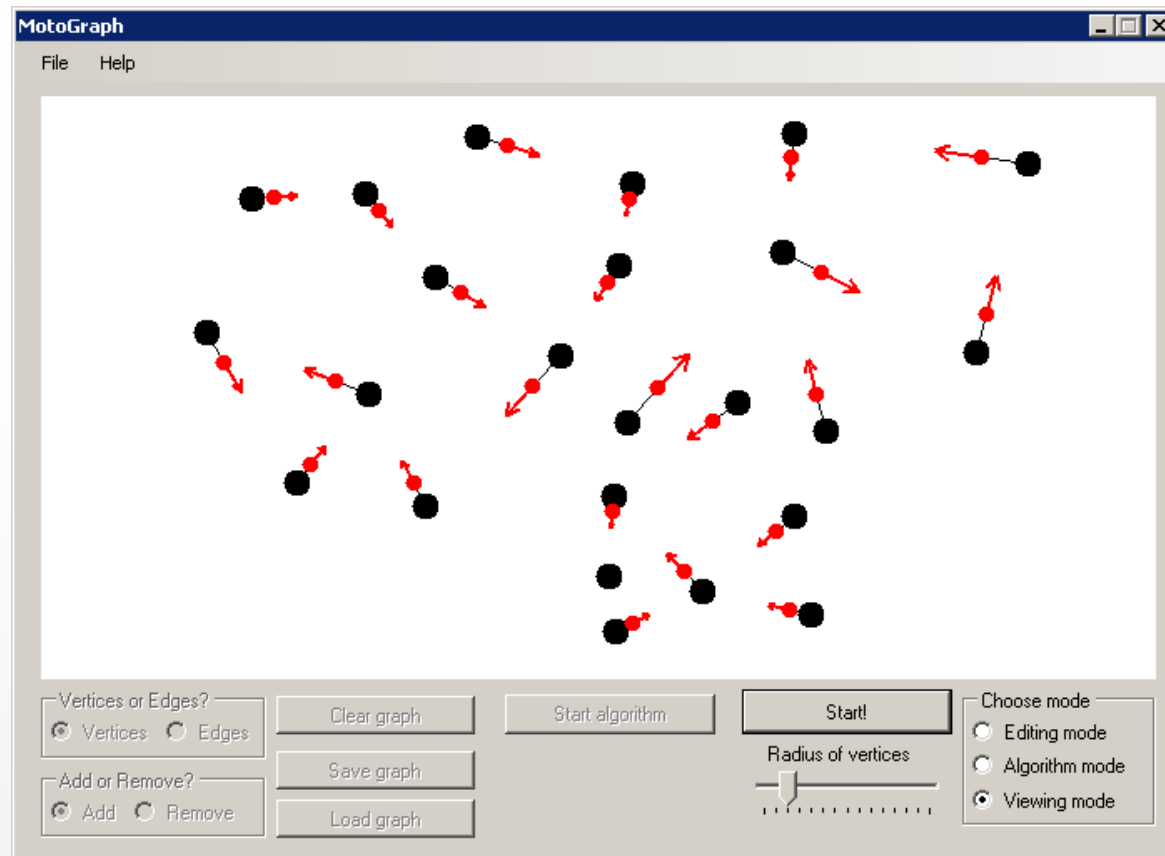 MotoGraph
File Help
Vertices or Edges?
Vertices Edges
Add or Remove?
Add Remove
Clear graph
Save graph
Load graph
Start algorithm
Start!
Radius of vertices
Choose mode
Editing mode
Algorithm mode
Viewing mode